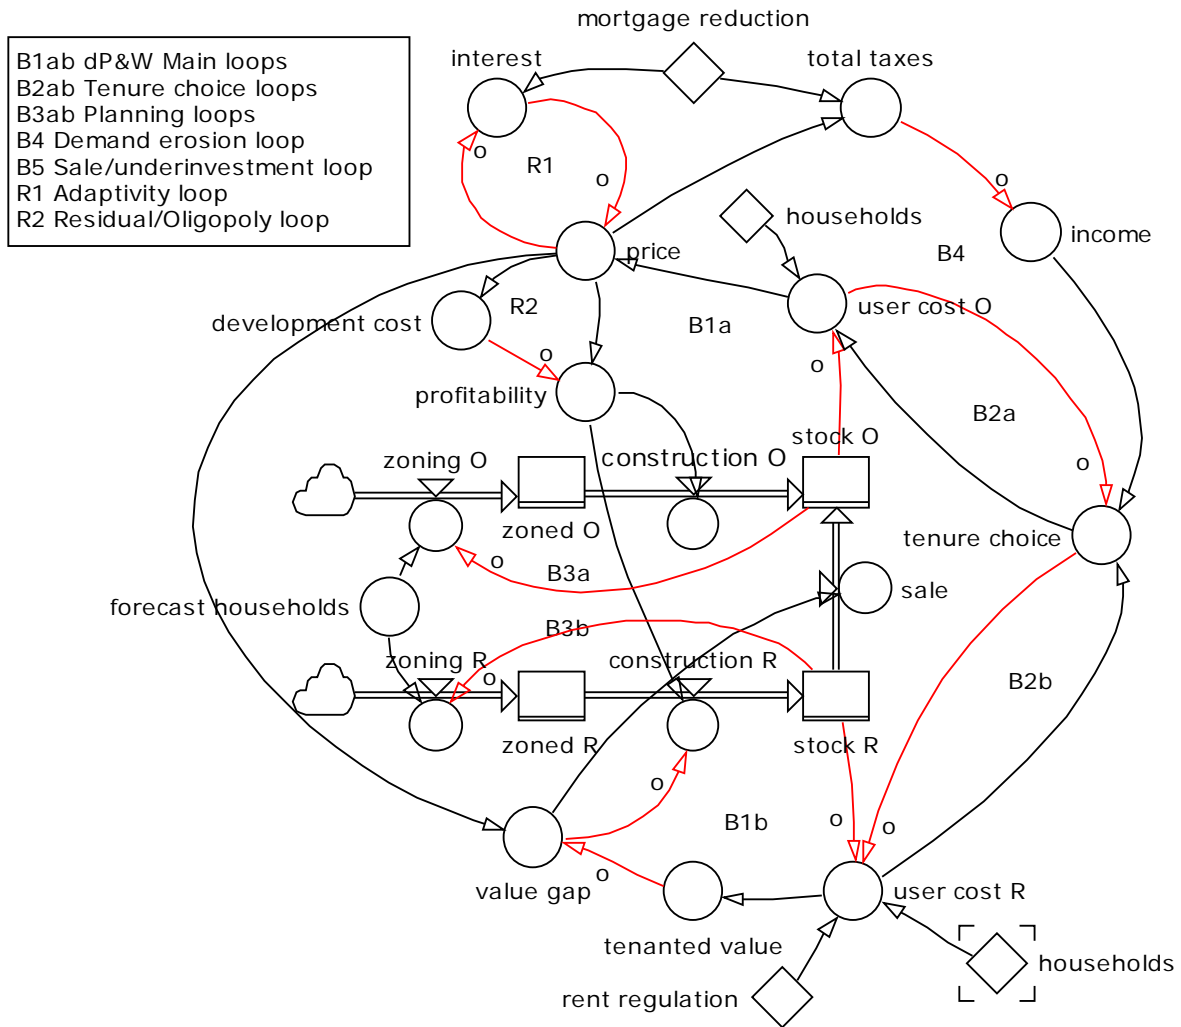 mortgage reduction
B1ab dP&W Main loops
B2ab Tenure choice loops
B3ab Planning loops
B4 Demand erosion loop
B5 Sale/underinvestment loop
R1 Adaptivity loop
R2 Residual/Oligopoly loop
interest
total taxes
o
R1
o
o
households
income
price
B4
R2
user cost O
development cost
B1a
o
o
profitability
B2a
stock O
zoning O
construction O
o
zoned O
tenure choice
o
B3a
sale
forecast households
B3b
zoning R
construction R
o
B2b
zoned R
stock R
o
B1b
o
o
o
value gap
user cost R
tenanted value
households
rent regulation